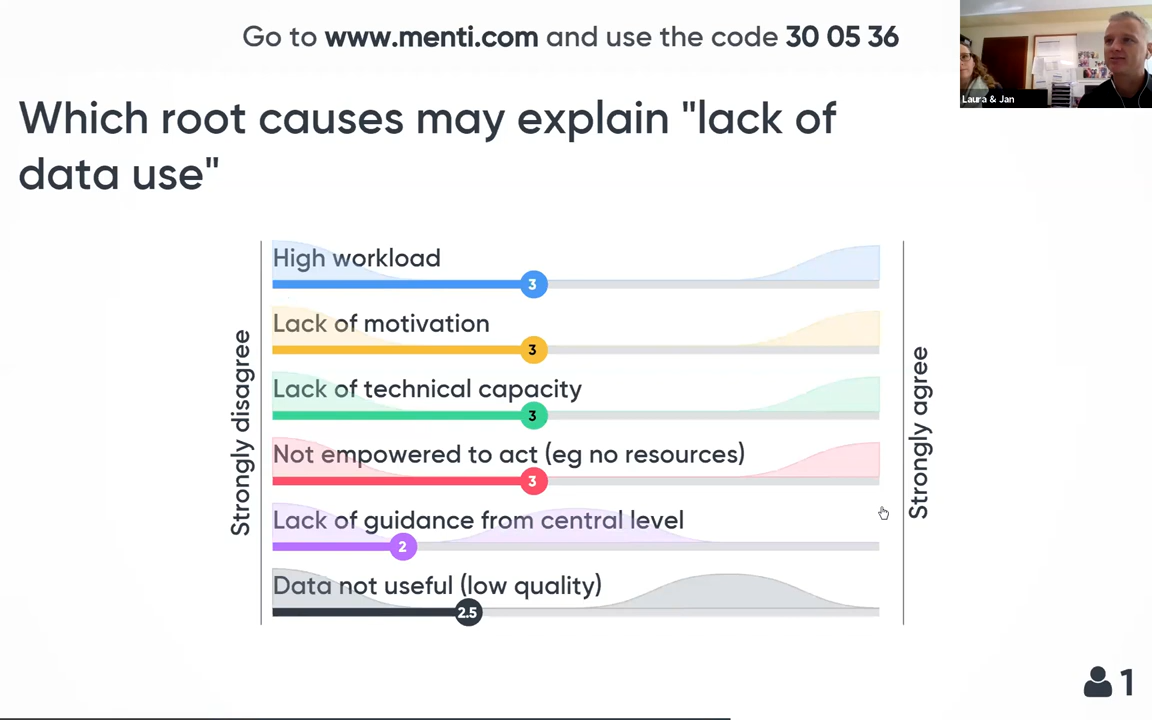 Go to www.menti.com and use the code 30 05 36
Laura & Jan
Which root causes may explain "lack of
data use"
Strongly disagree
High workload
3
Lack of motivation
3
Lack of technical capacity
3
Not empowered to act (eg no resources)
3
Lack of guidance from central level
2
Data not useful (low quality)
2.5
Strongly agree
1